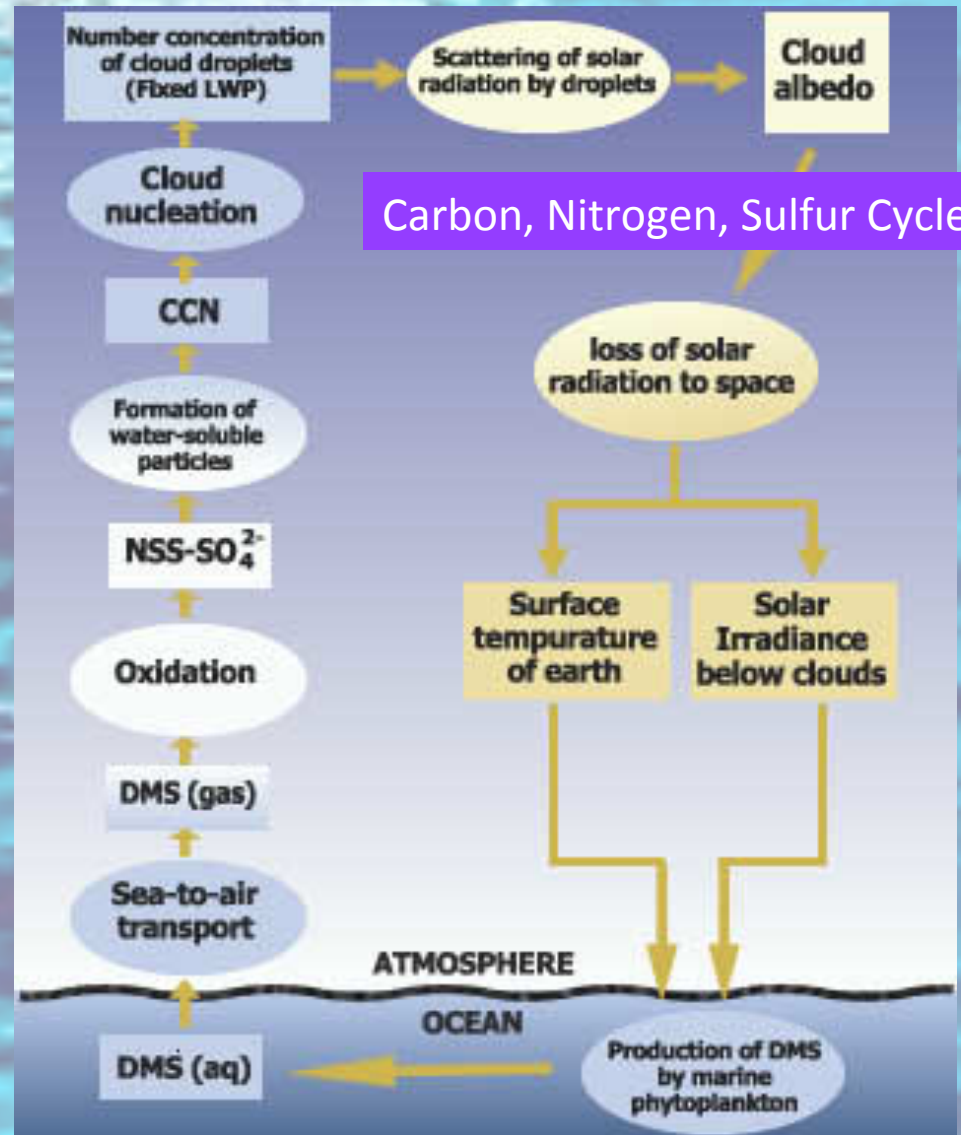 Number concentration
of cloud droplets
(Fixed LWP)
Scattering of solar
radiation by droplets
Cloud
albedo
Cloud
nucleation
Carbon, Nitrogen, Sulfur Cycle
CCN
loss of solar
radiation to space
Formation of
water-soluble
particles
NSS-SO₄²⁻
Surface
tempurature
of earth
Solar
Irradiance
below clouds
Oxidation
DMS (gas)
Sea-to-air
transport
ATMOSPHERE
OCEAN
DMS (aq)
Production of DMS
by marine
phytoplankton